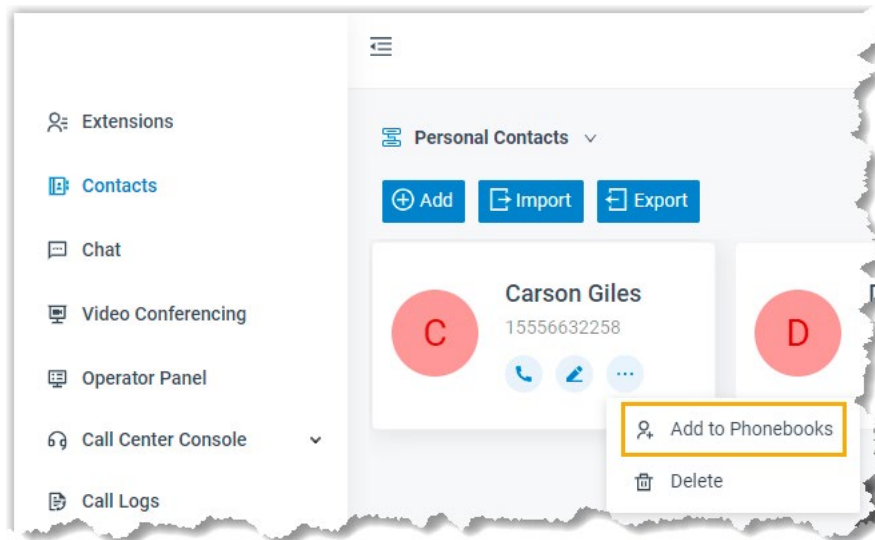 Extensions
Contacts
Chat
Video Conferencing
Operator Panel
Call Center Console
Call Logs
Personal Contacts
Add
Import
Export
C
Carson Giles
15556632258
D
Add to Phonebooks
Delete